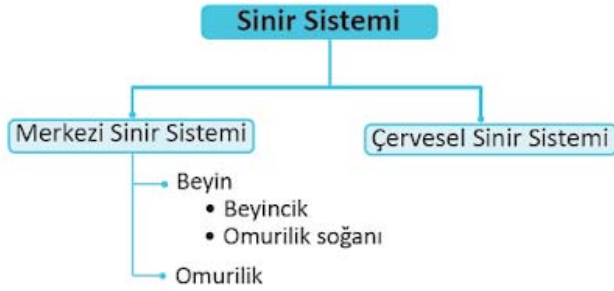 Sinir Sistemi
Merkezi Sinir Sistemi
Çervesel Sinir Sistemi
Beyin
• Beyincik
• Omurilik soğanı
Omurilik